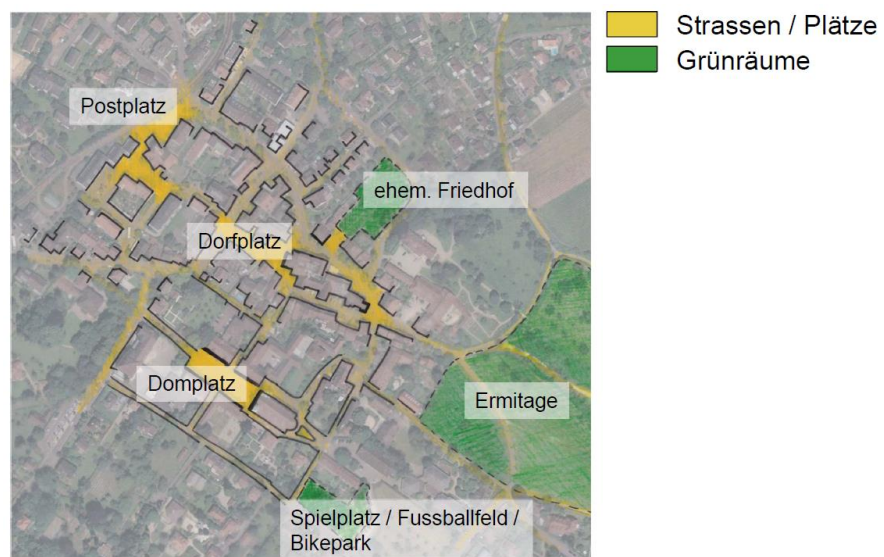 Strassen / Plätze
Grünräume
Postplatz
ehem. Friedhof
Dorfplatz
Domplatz
Ermitage
Spielplatz / Fussballfeld /
Bikepark